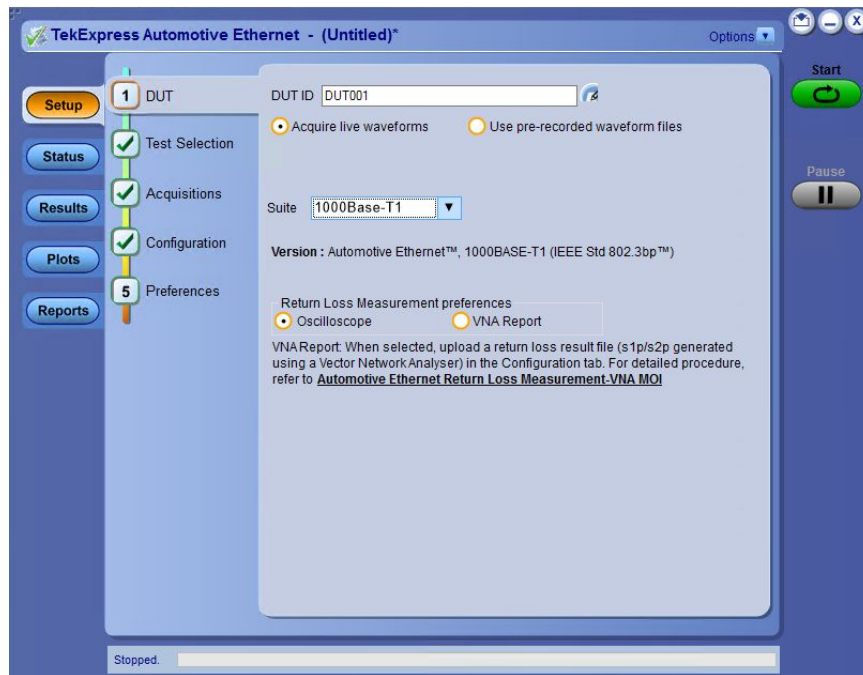 TekExpress Automotive Ethernet - (Untitled)*
Options
Start
Pause
Setup
Status
Results
Plots
Reports
1 DUT
Test Selection
Acquisitions
Configuration
5 Preferences
DUT ID DUT001
Acquire live waveforms
Use pre-recorded waveform files
Suite 1000Base-T1
Version : Automotive Ethernet™, 1000BASE-T1 (IEEE Std 802.3bp™)
Return Loss Measurement preferences
Oscilloscope
VNA Report
VNA Report: When selected, upload a return loss result file (s1p/s2p generated
using a Vector Network Analyser) in the Configuration tab. For detailed procedure,
refer to Automotive Ethernet Return Loss Measurement-VNA MOI
Stopped.